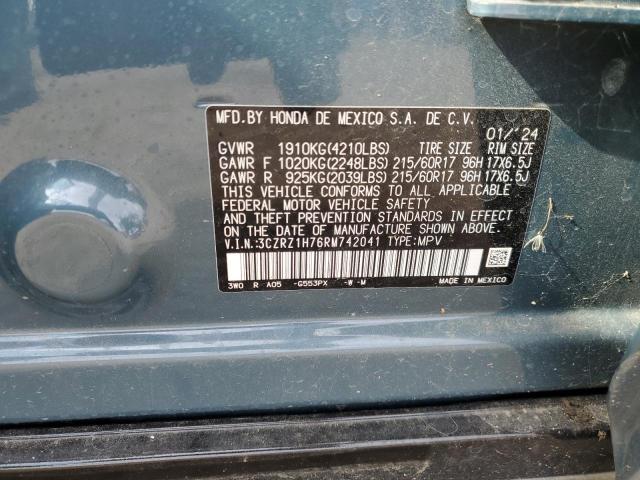 MFD.BY HONDA DE MEXICO S.A. DE C.V.
01/'24
GVWR 1910KG(4210LBS) TIRE SIZE RIM SIZE
GAWR F 1020KG(2248LBS) 215/60R17 96H 17X6.5J
GAWR R 925KG(2039LBS) 215/60R17 96H 17X6.5J
THIS VEHICLE CONFORMS TO ALL APPLICABLE
FEDERAL MOTOR VEHICLE SAFETY
AND THEFT PREVENTION STANDARDS IN EFFECT
ON THE DATE OF MANUFACTURE SHOWN ABOVE.
V.I.N:3CZRZ1H76RM742041 TYPE:MPV
3W0 R A05 -G553PX -W-M MADE IN MEXICO